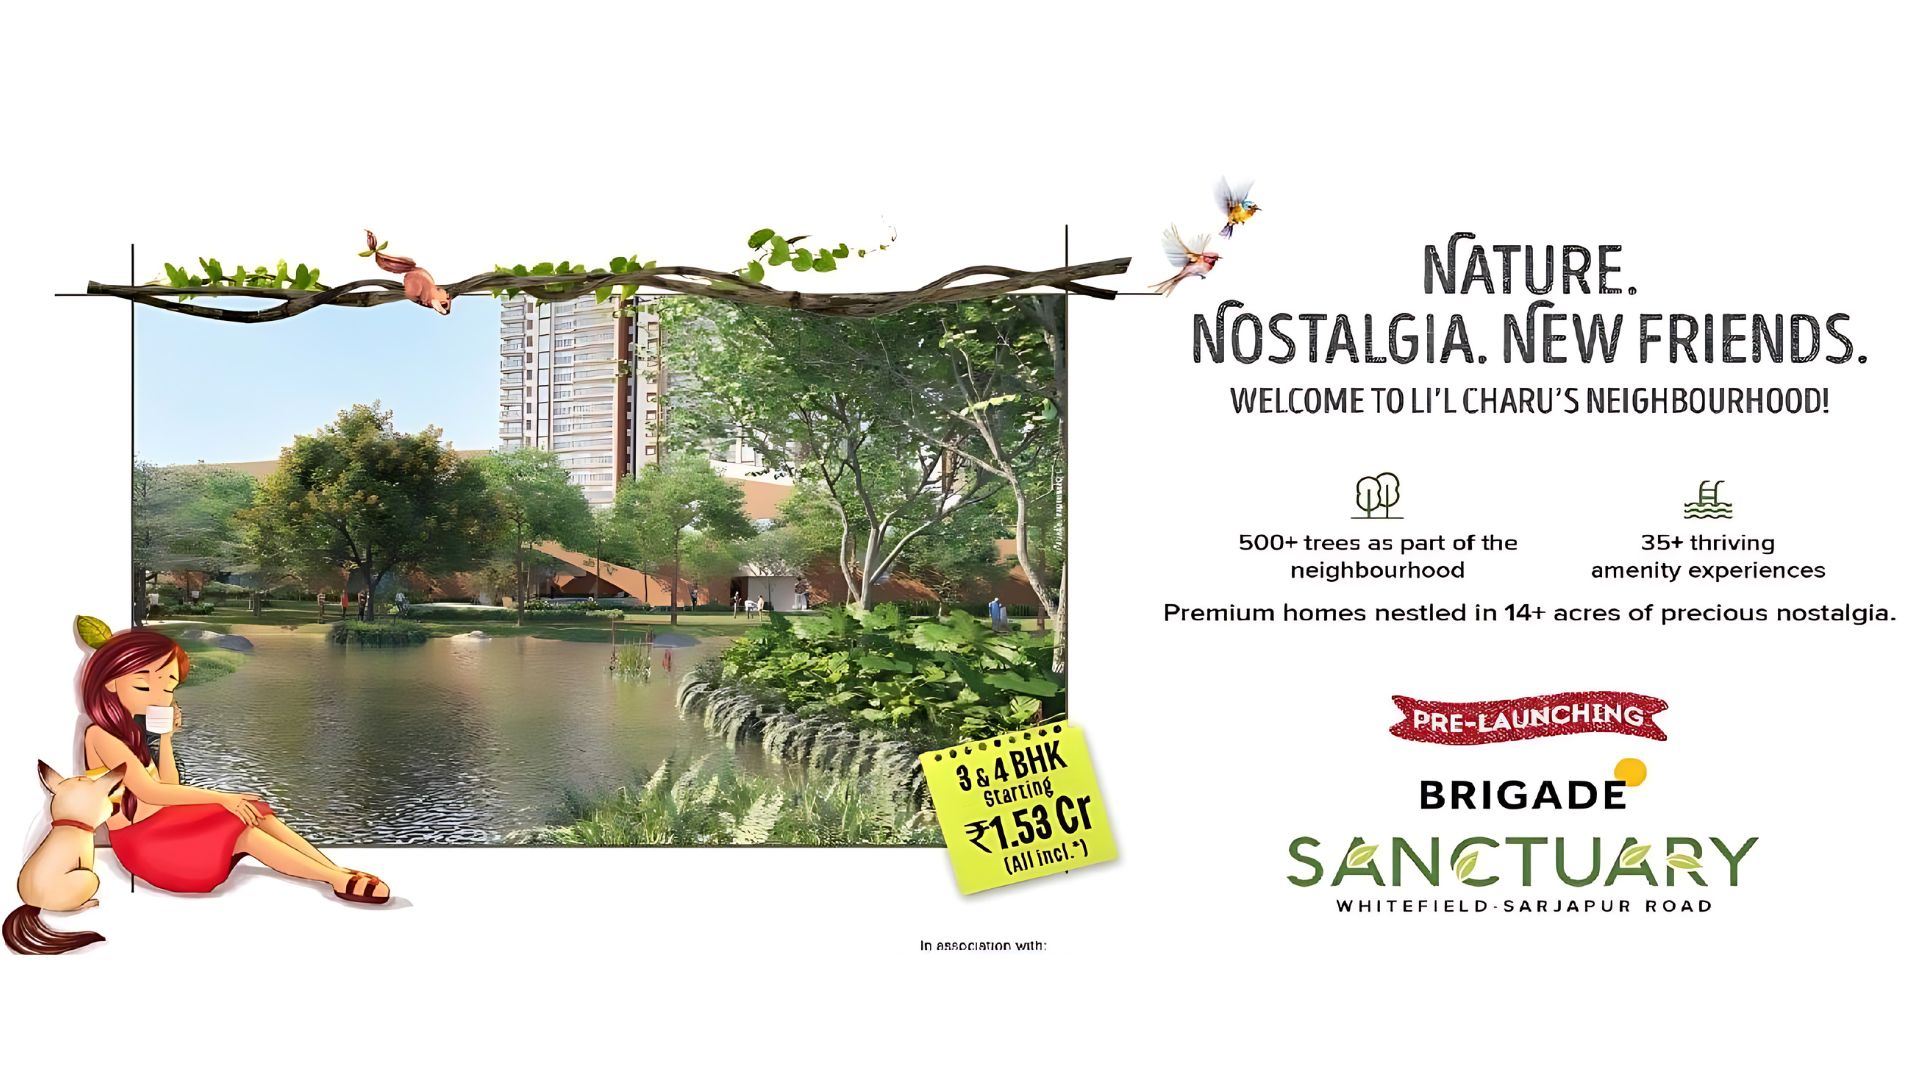 NATURE.
NOSTALGIA. NEW FRIENDS.
WELCOME TO LI'L CHARU'S NEIGHBOURHOOD!
500+ trees as part of the
neighbourhood
35+ thriving
amenity experiences
Premium homes nestled in 14+ acres of precious nostalgia.
3 & 4 BHK
Starting
₹1.53 Cr
(All incl.*)
PRE-LAUNCHING
BRIGADE
SANCTUARY
WHITEFIELD-SARJAPUR ROAD
In association with: